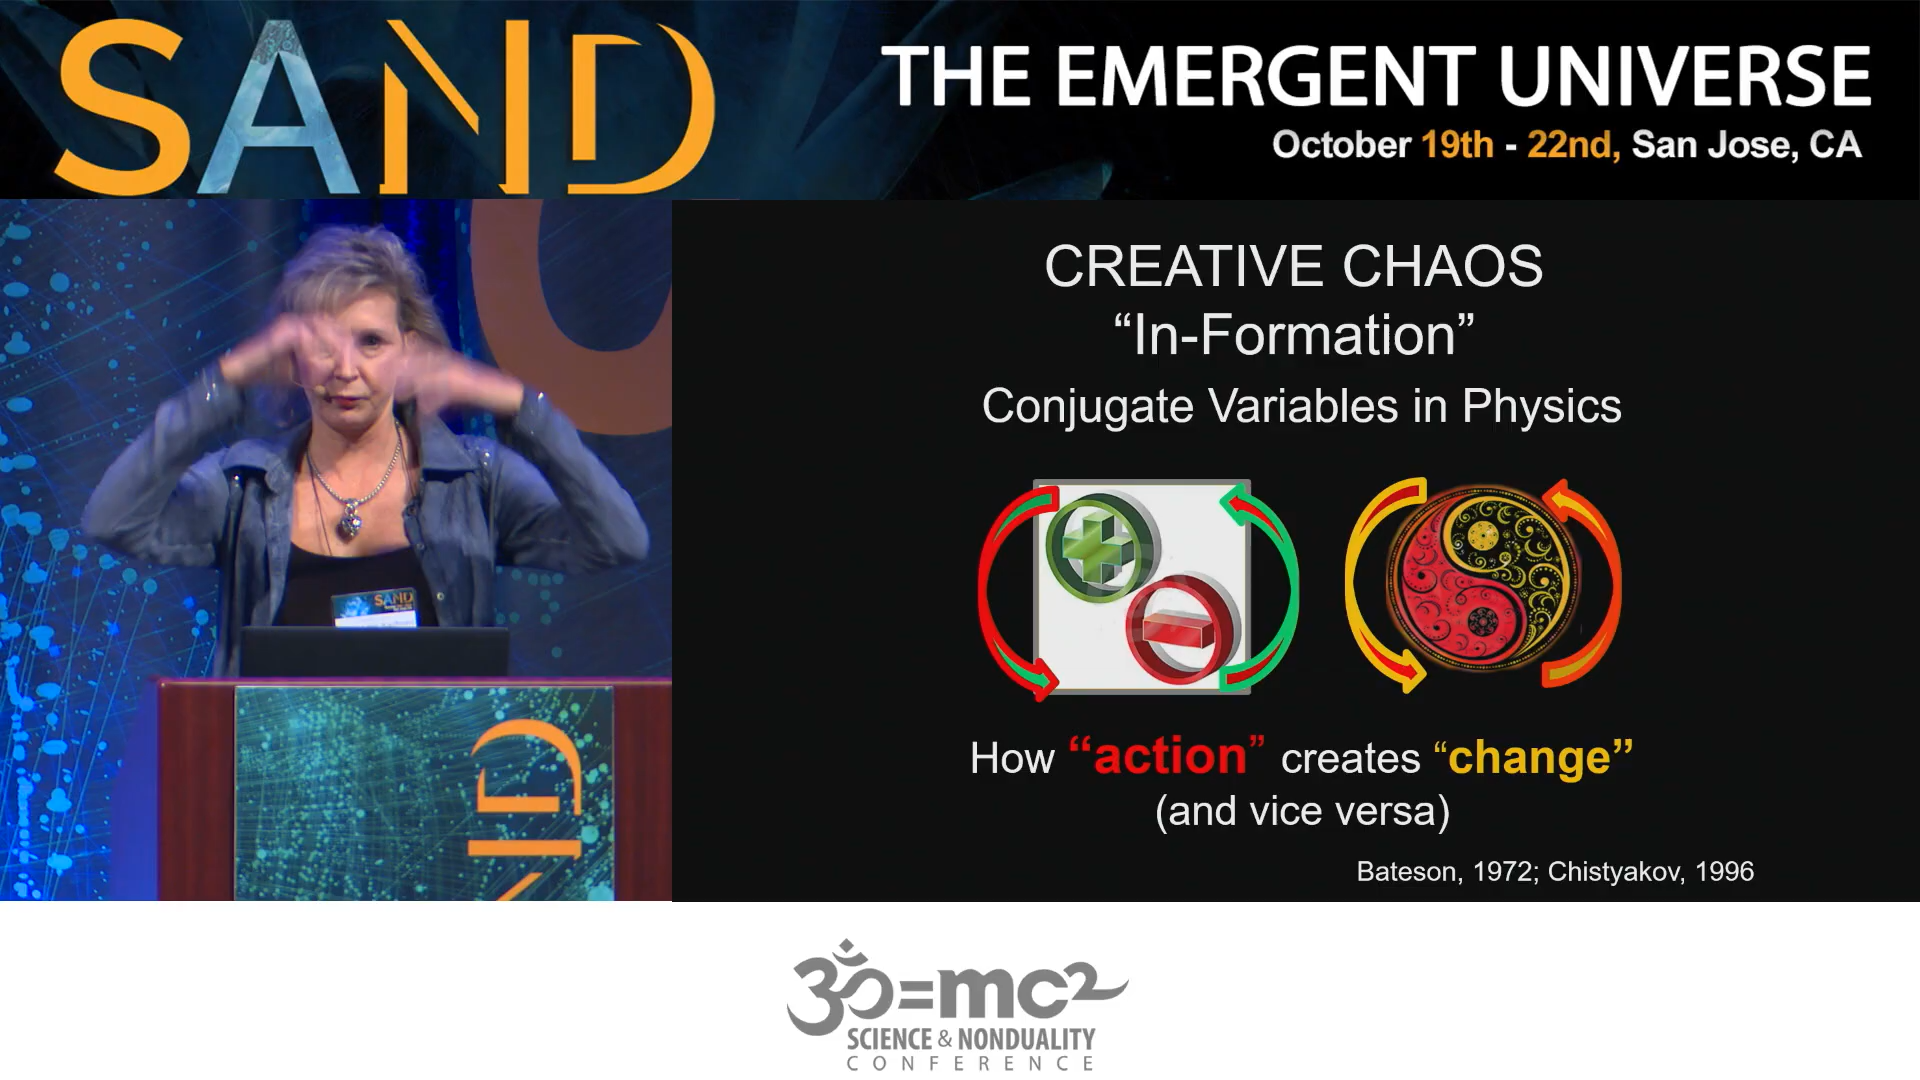 SAND
THE EMERGENT UNIVERSE
October 19th - 22nd, San Jose, CA
CREATIVE CHAOS
“In-Formation”
Conjugate Variables in Physics
How “action” creates “change”
(and vice versa)
Bateson, 1972; Chistyakov, 1996
SAND
ॐ=mc2
SCIENCE & NONDUALITY
CONFERENCE